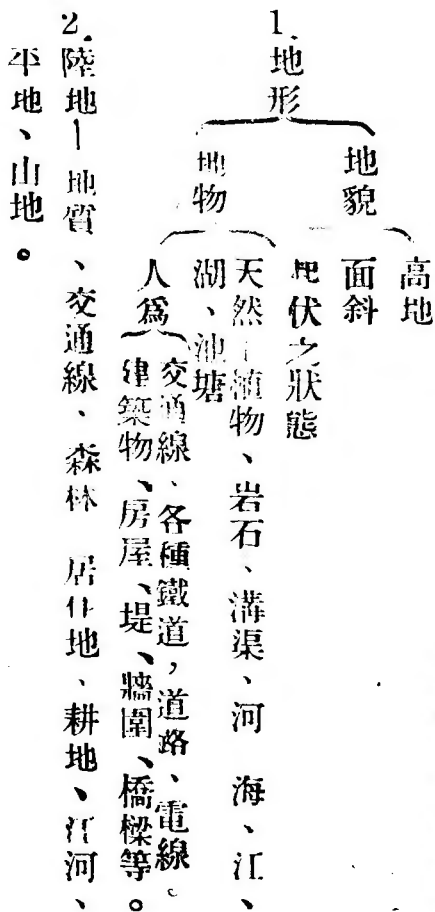 1.地形
地貌
高地
面斜
起伏之狀態
地物
天然—植物、岩石、溝渠、河 海、江、
湖、池塘
人爲
交通線、各種鐵道，道路、電線。
建築物、房屋、堤、牆圍、橋樑等。
2.陸地—地質、交通線、森林 居住地、耕地、江河、
平地、山地。